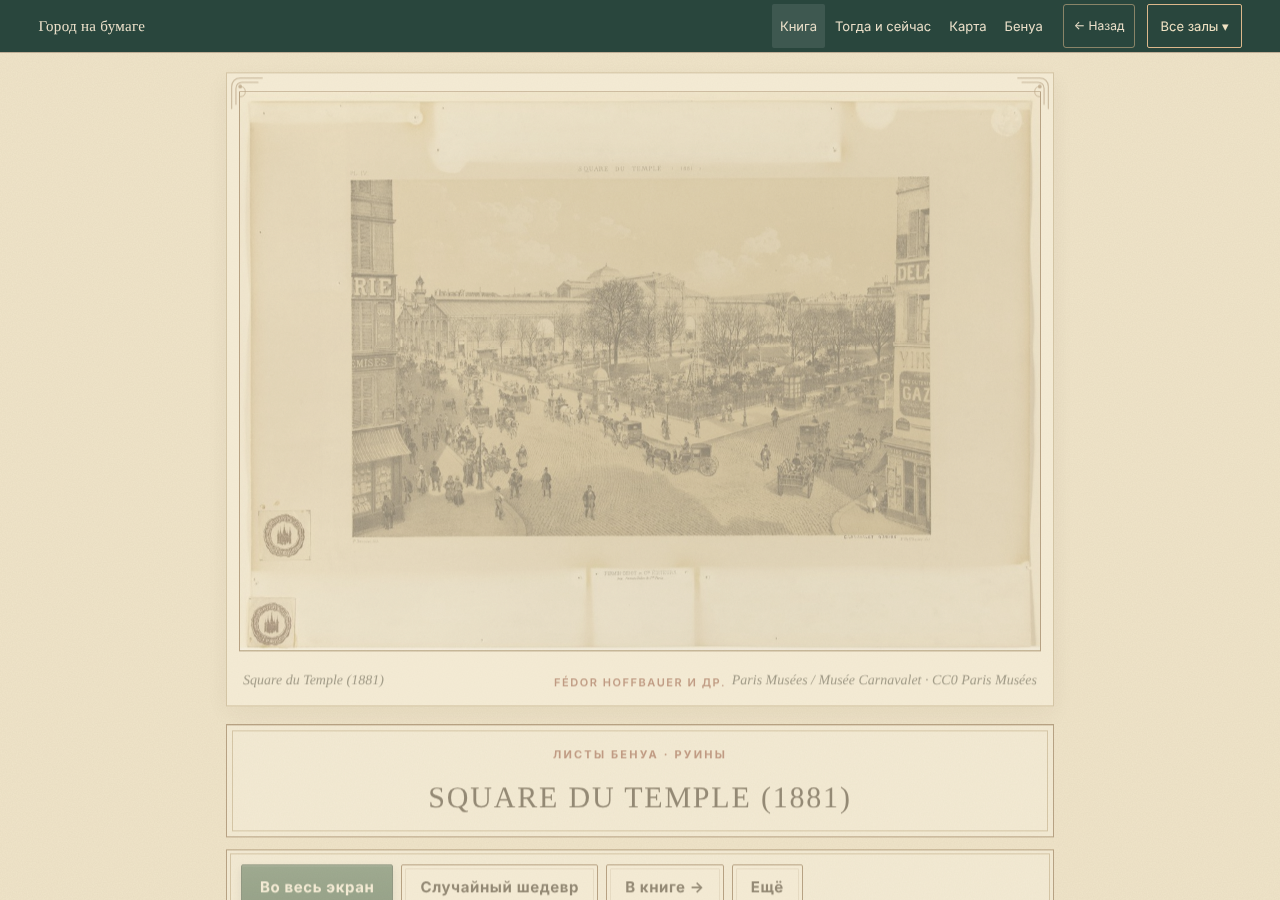 Город на бумаге
Книга
Тогда и сейчас
Карта
Бенуа
← Назад
Все залы ▾
SQUARE DU TEMPLE
RIE
DELA
VINS
GAZ
Square du Temple (1881)
FÉDOR HOFFBAUER И ДР.
Paris Musées / Musée Carnavalet · CC0 Paris Musées
ЛИСТЫ БЕНУА · РУИНЫ
SQUARE DU TEMPLE (1881)
Во весь экран
Случайный шедевр
В книге →
Ещё